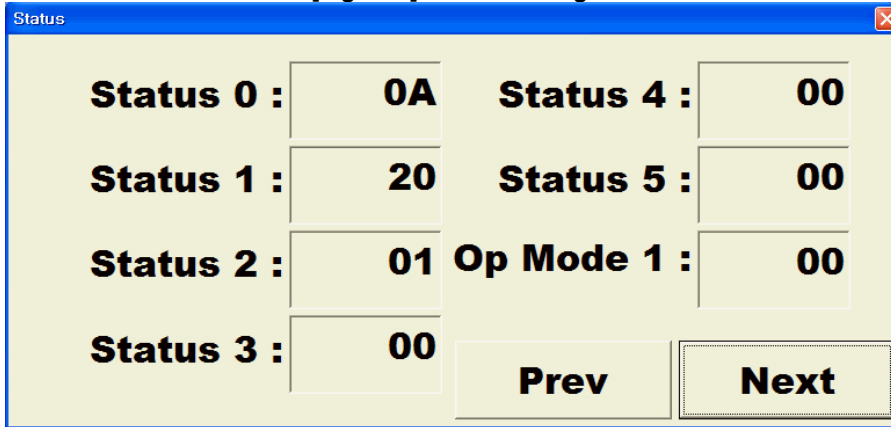 Status
Status 0 : 0A Status 4 : 00
Status 1 : 20 Status 5 : 00
Status 2 : 01 Op Mode 1 : 00
Status 3 : 00
Prev Next